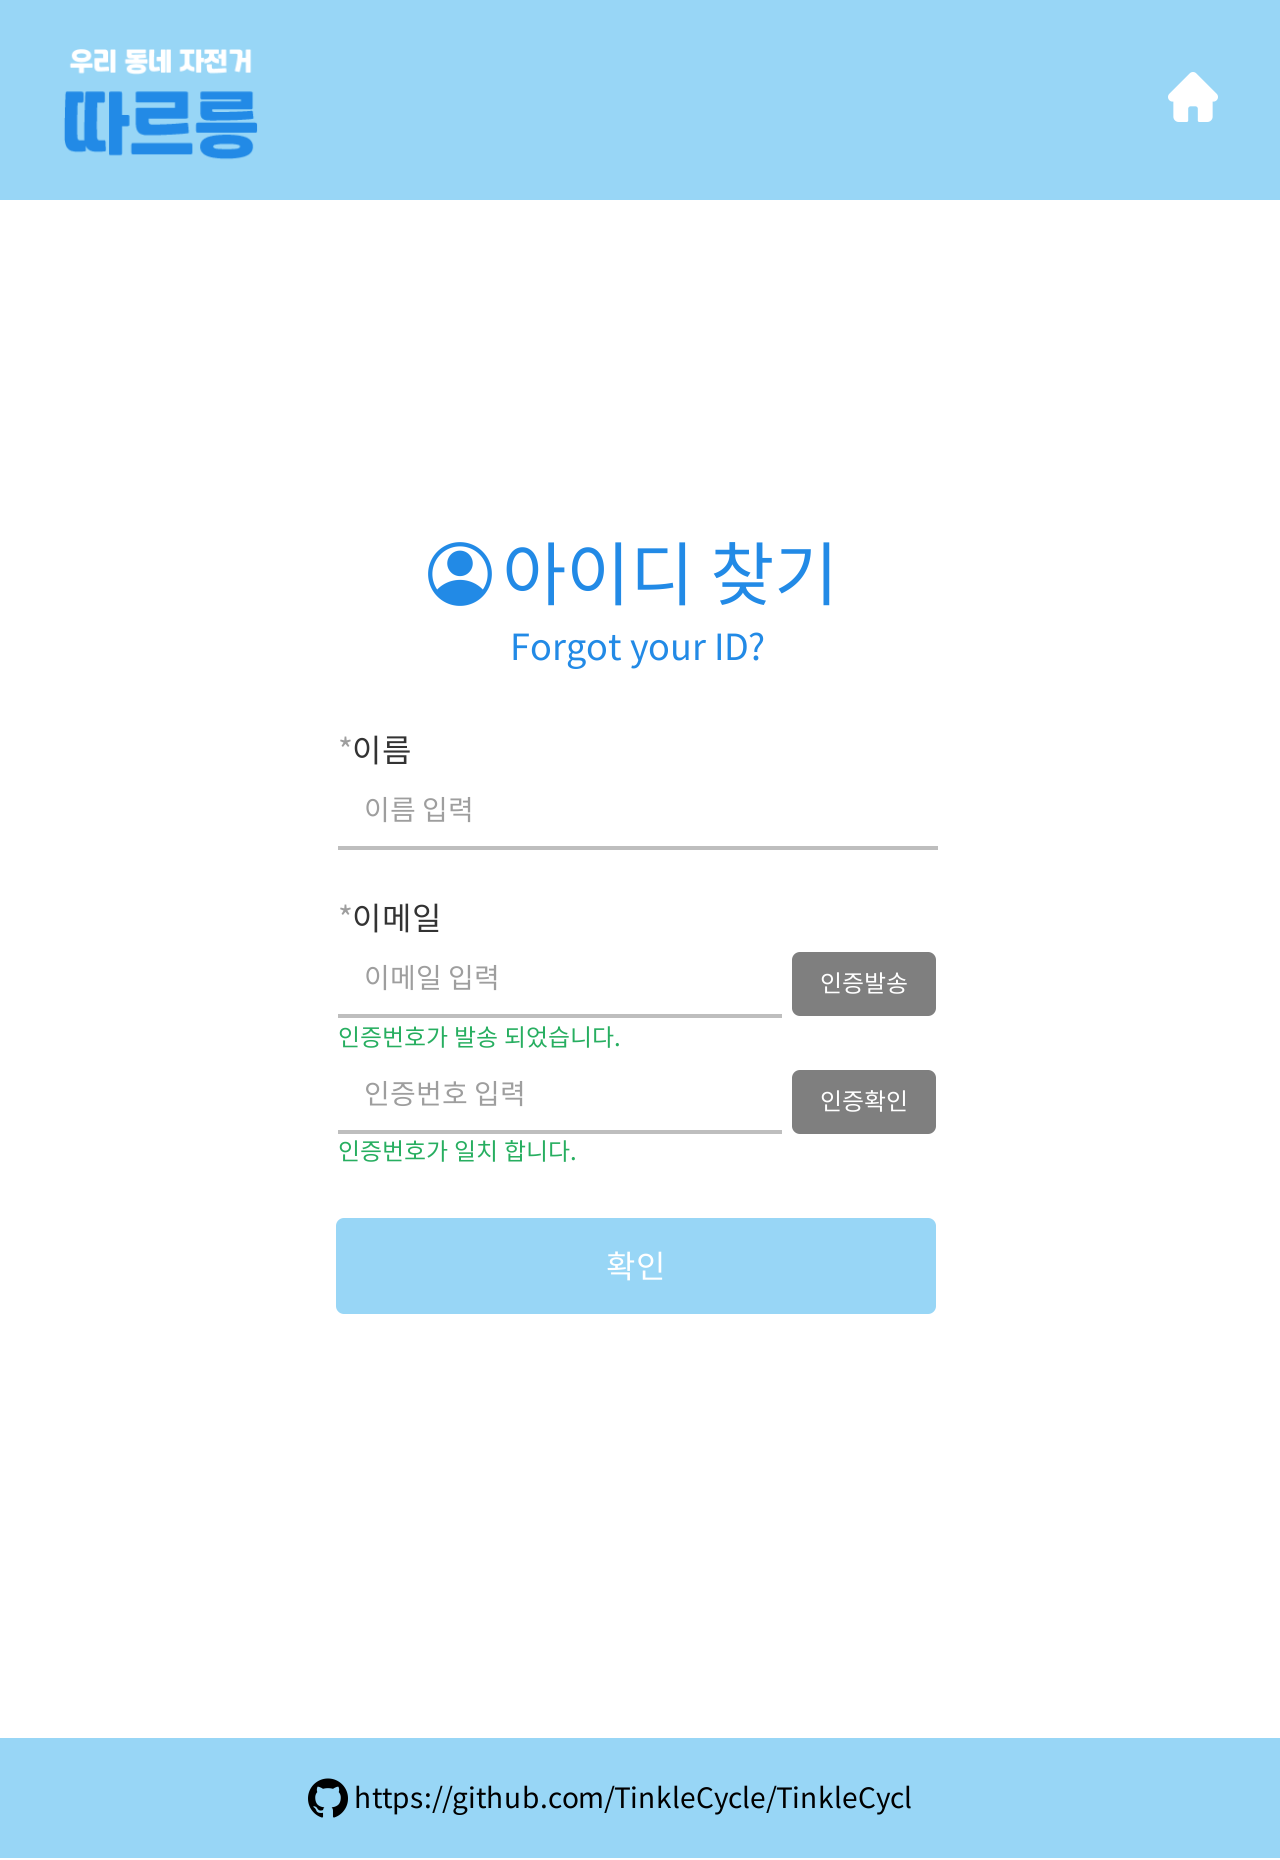 우리 동네 자전거
따르릉
아이디 찾기
Forgot your ID?
*이름
이름 입력
*이메일
이메일 입력
인증발송
인증번호가 발송 되었습니다.
인증번호 입력
인증확인
인증번호가 일치 합니다.
확인
https://github.com/TinkleCycle/TinkleCycl